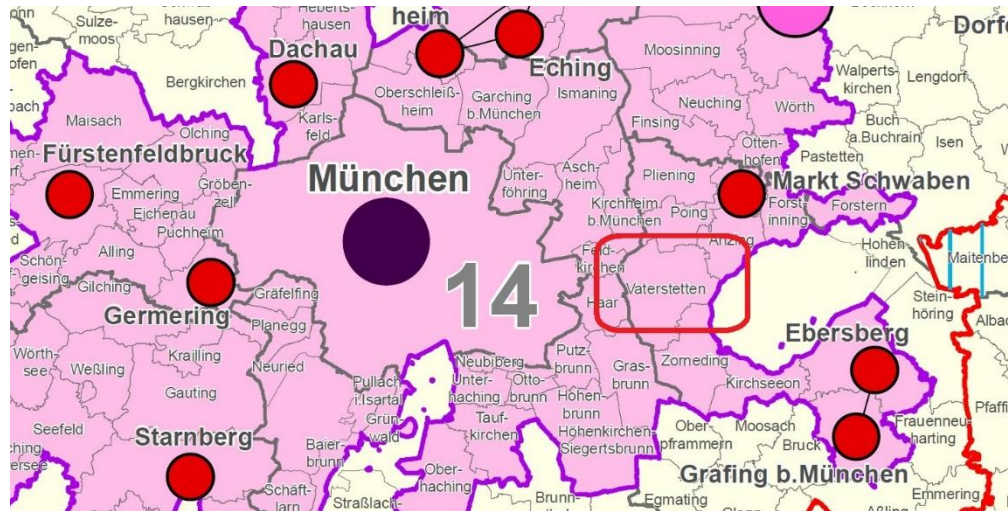 Sulze-
moos
hausen
Heberts-
hausen
heim
Dachau
Bergkirchen
Eching
Oberschleiß-
heim
Garching
b.München
Ismaning
Moosinning
Neuching
Finsing
Wörth
Walperts-
kirchen
Lengdorf
Buch
a.Buchrain
Isen
Maisach
Olching
Karls-
feld
Fürstenfeldbruck
Emmering
Gröben-
zell
Eichenau
Puchheim
Alling
Schön-
geising
Gilching
Germering
Gräfelfing
Planegg
München
14
Unter-
föhring
Asch-
heim
Kirchheim
b.München
Feld-
kirchen
Haar
Vaterstetten
Pliening
Poing
Otten-
hofen
Pastetten
Markt Schwaben
Forst-
inning
Forstern
Anzing
Hohen-
linden
Stein-
höring
Ebersberg
Wörth-
see
Weßling
Krailling
Neuried
Gauting
Seefeld
Starnberg
Pullach
i.Isartal
Grün-
wald
Baier-
brunn
Schäft-
larn
Straßlach-
Neubiberg
Unter-
haching
Otto-
brunn
Tauf-
kirchen
Ober-
haching
Putz-
brunn
Gras-
brunn
Hohen-
brunn
Höhenkirchen-
Siegertsbrunn
Brunn-
Zorneding
Kirchseeon
Ober-
pframmern
Moosach
Bruck
Grafing b.München
Egmating
Frauenneu-
harting
Emmering